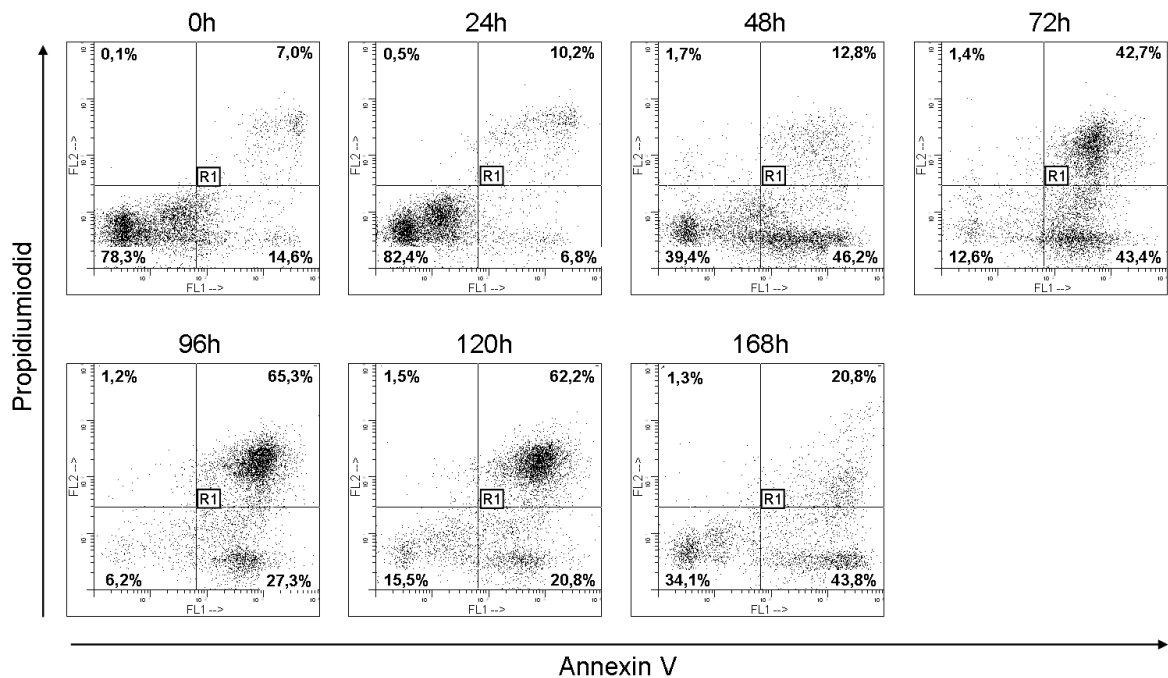 0h 24h 48h 72h
0,1% 7,0% 0,5% 10,2% 1,7% 12,8% 1,4% 42,7%
FL2 --> FL2 --> FL2 --> FL2 -->
R1 R1 R1 R1
78,3% 14,6% 82,4% 6,8% 39,4% 46,2% 12,6% 43,4%
FL1 --> FL1 --> FL1 --> FL1 -->
Propidiumiodid
96h 120h 168h
1,2% 65,3% 1,5% 62,2% 1,3% 20,8%
FL2 --> FL2 --> FL2 -->
R1 R1 R1
6,2% 27,3% 15,5% 20,8% 34,1% 43,8%
FL1 --> FL1 --> FL1 -->
Annexin V